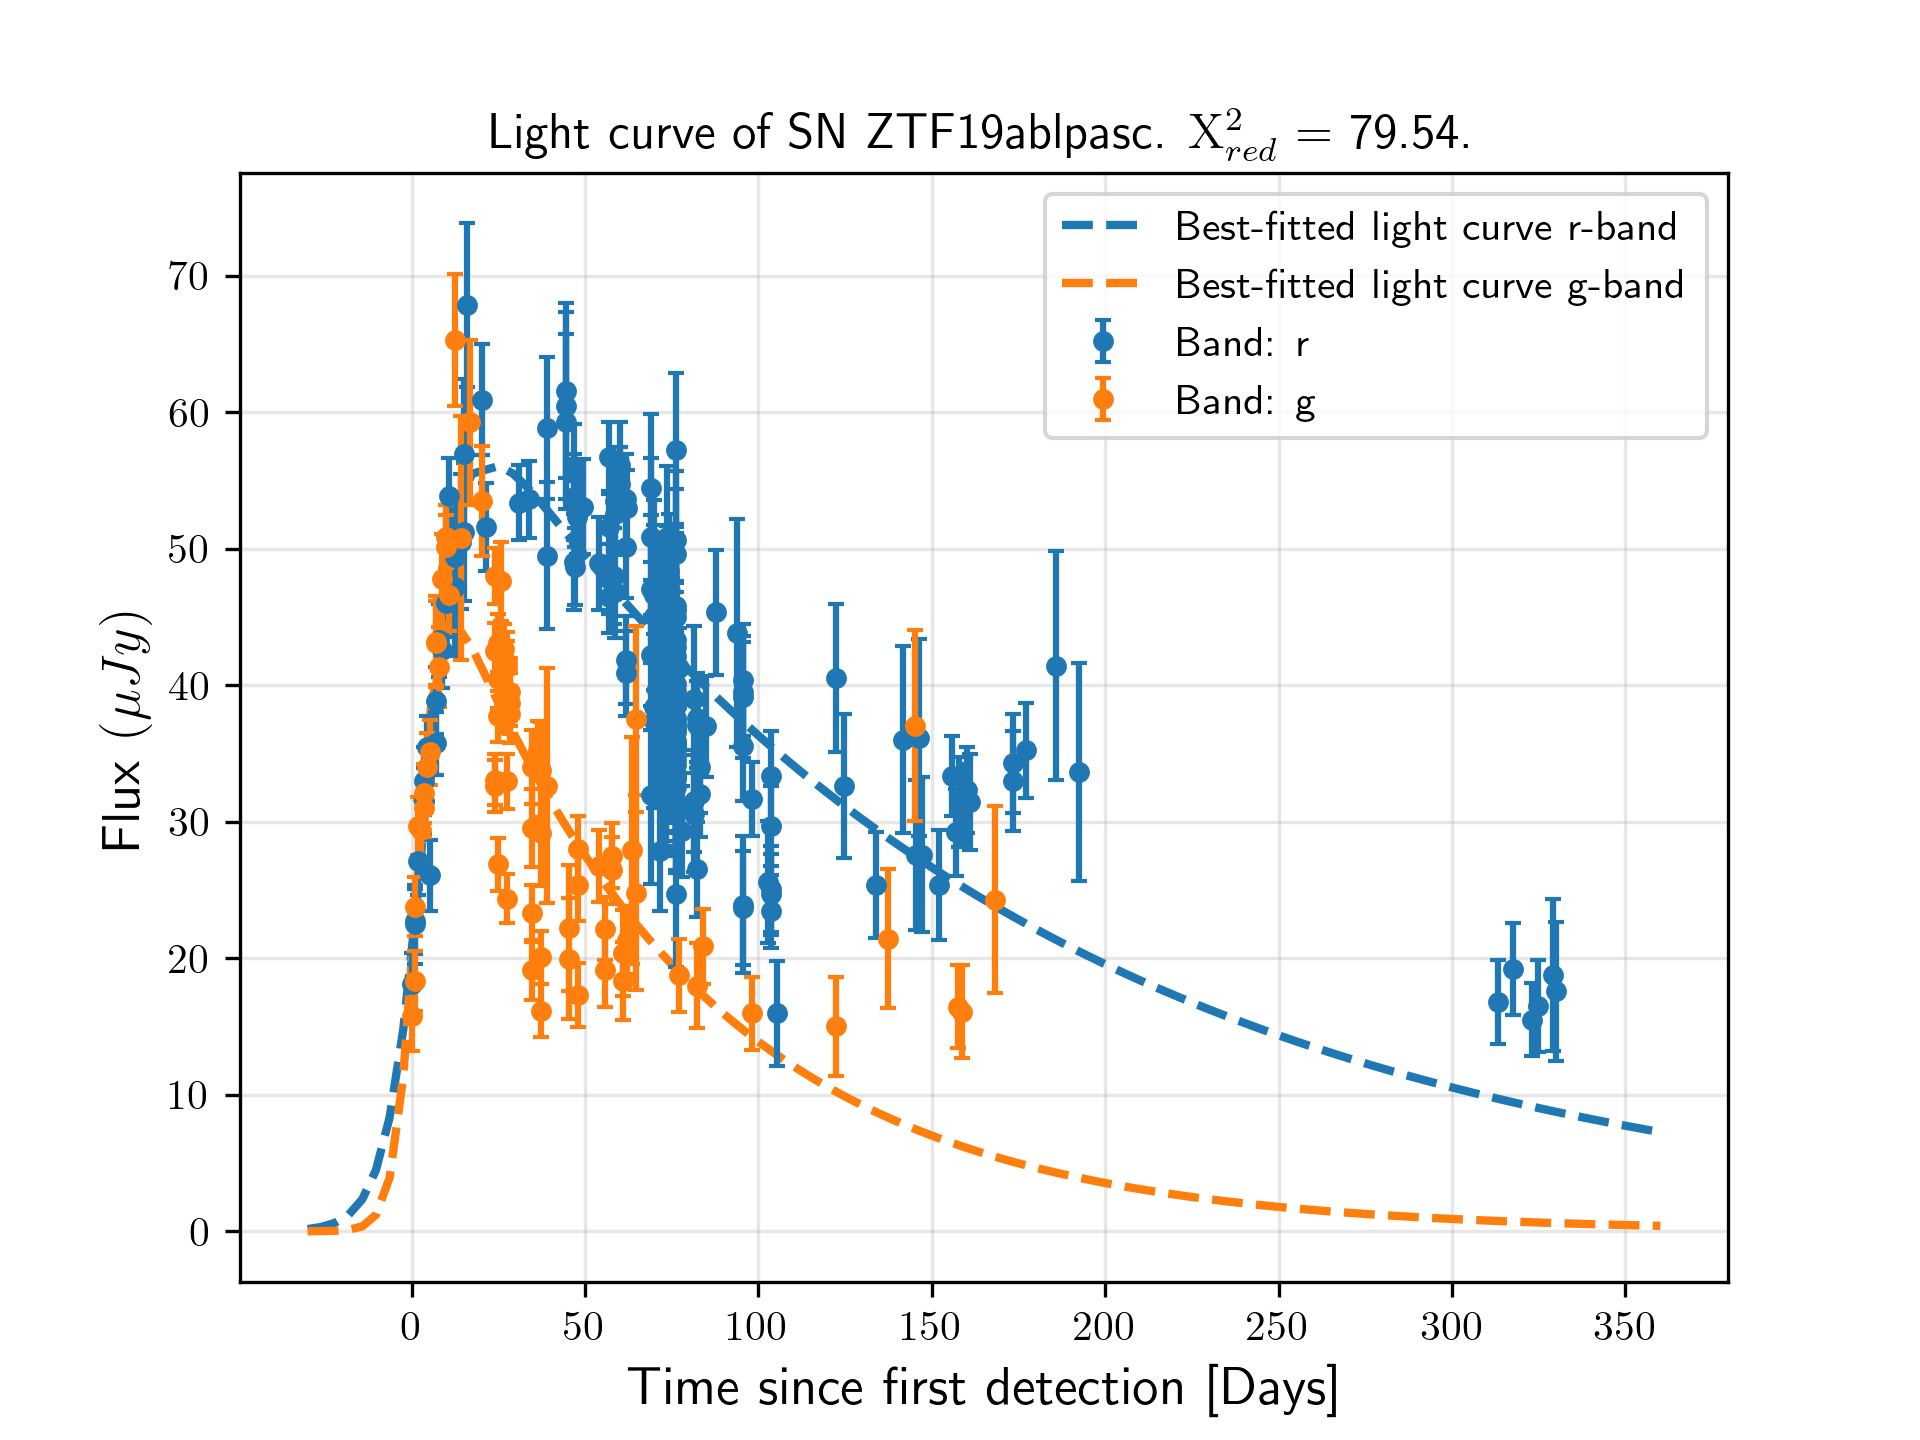 Light curve of SN ZTF19ablpasc. X²_red = 79.54.
Best-fitted light curve r-band
Best-fitted light curve g-band
Band: r
Band: g
Flux (μJy)
70
60
50
40
30
20
10
0
0 50 100 150 200 250 300 350
Time since first detection [Days]